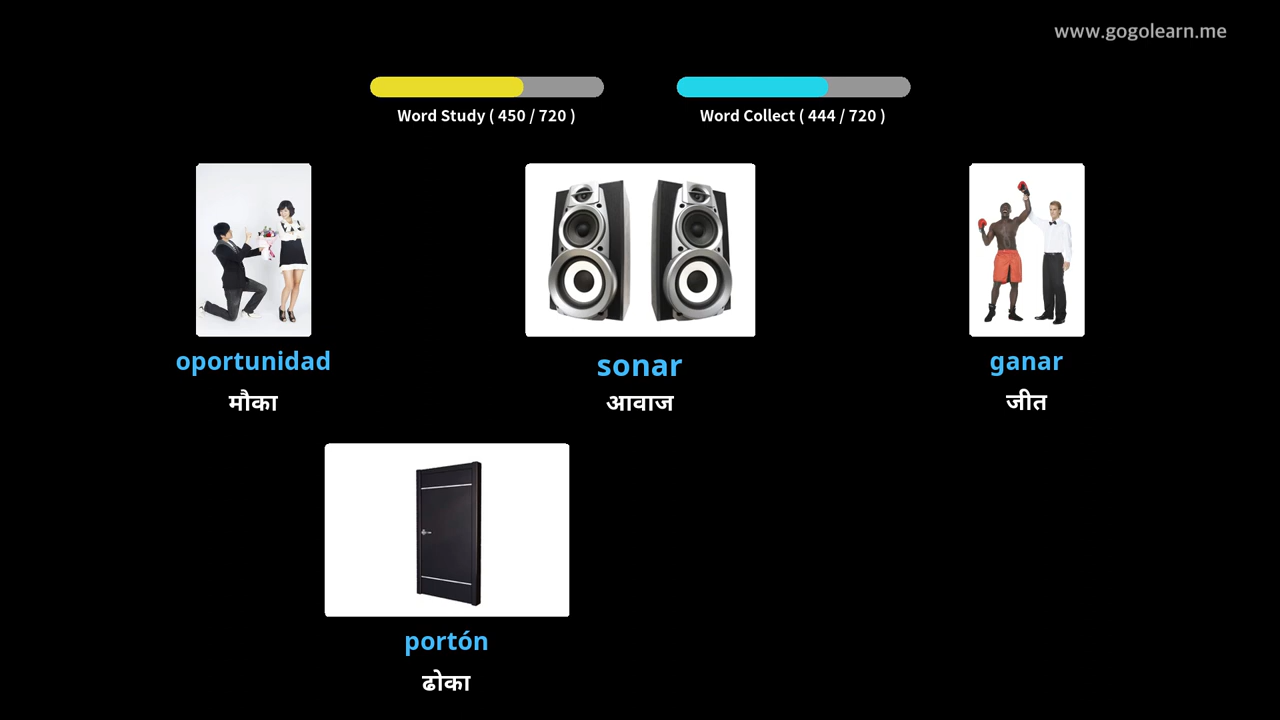 www.gogolearn.me
Word Study ( 450 / 720 )
Word Collect ( 444 / 720 )
oportunidad
मौका
sonar
आवाज
ganar
जीत
portón
ढोका